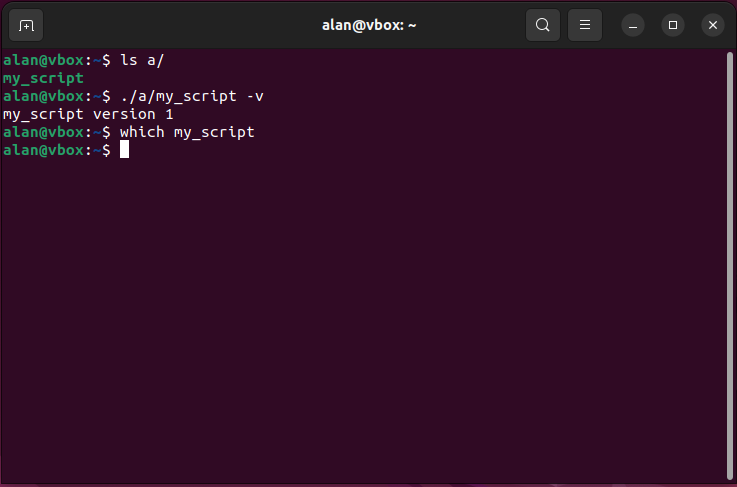 alan@vbox: ~
alan@vbox:~$ ls a/
my_script
alan@vbox:~$ ./a/my_script -v
my_script version 1
alan@vbox:~$ which my_script
alan@vbox:~$